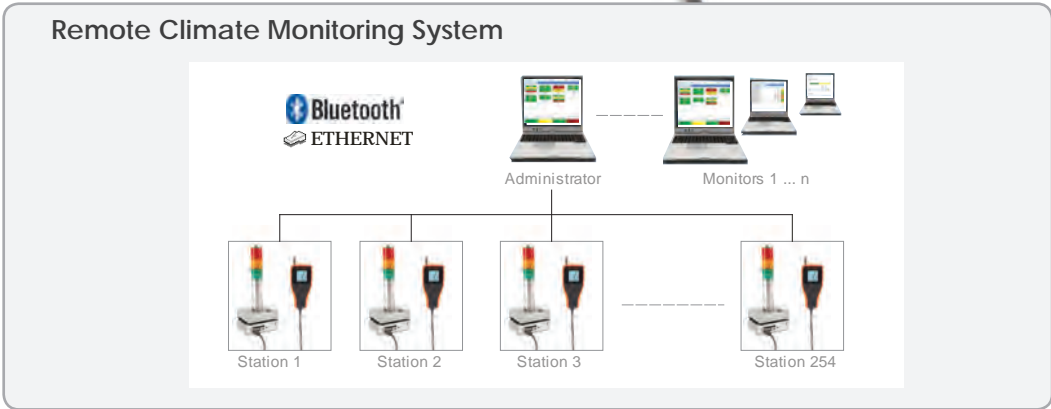 Remote Climate Monitoring System
Bluetooth
ETHERNET
Administrator
Monitors 1 ... n
Station 1
Station 2
Station 3
Station 254